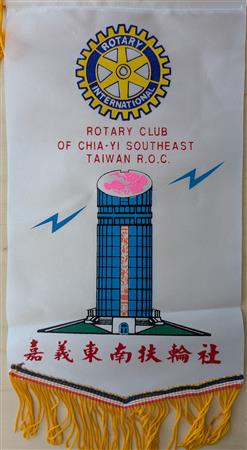 ROTARY
INTERNATIONAL
ROTARY CLUB
OF CHIA-YI SOUTHEAST
TAIWAN R.O.C.
嘉義東南扶輪社